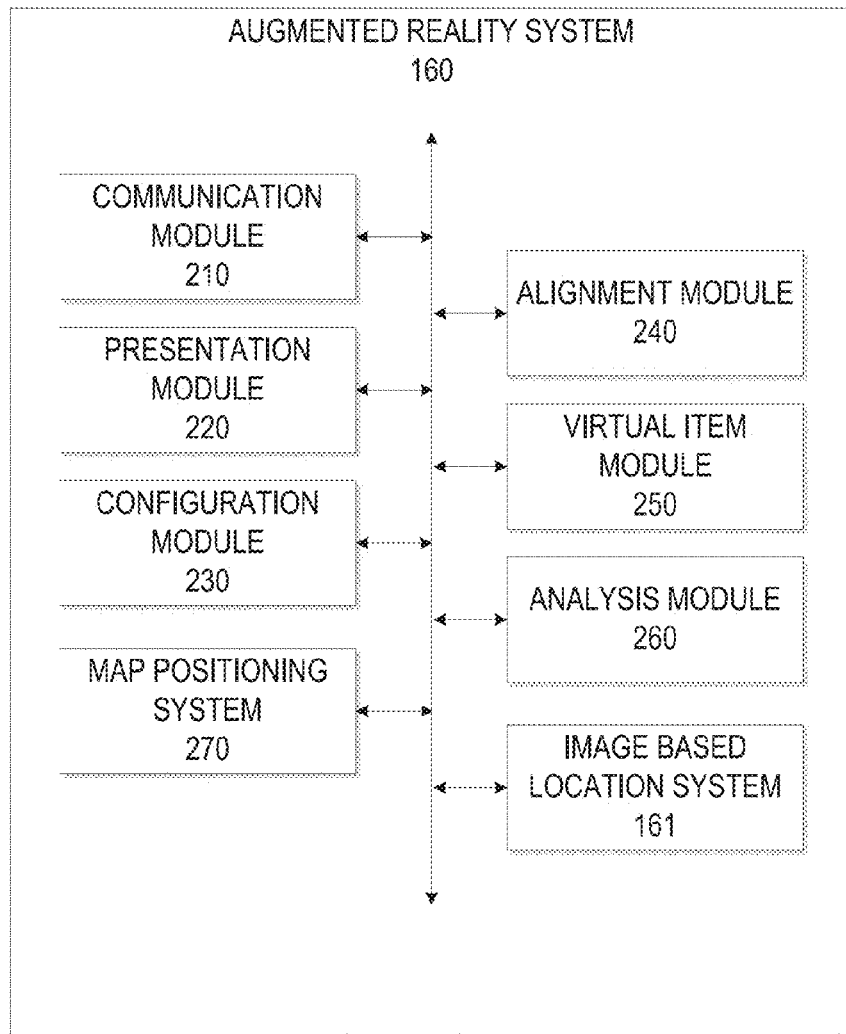 AUGMENTED REALITY SYSTEM
160
COMMUNICATION
MODULE
210
PRESENTATION
MODULE
220
CONFIGURATION
MODULE
230
MAP POSITIONING
SYSTEM
270
ALIGNMENT MODULE
240
VIRTUAL ITEM
MODULE
250
ANALYSIS MODULE
260
IMAGE BASED
LOCATION SYSTEM
161